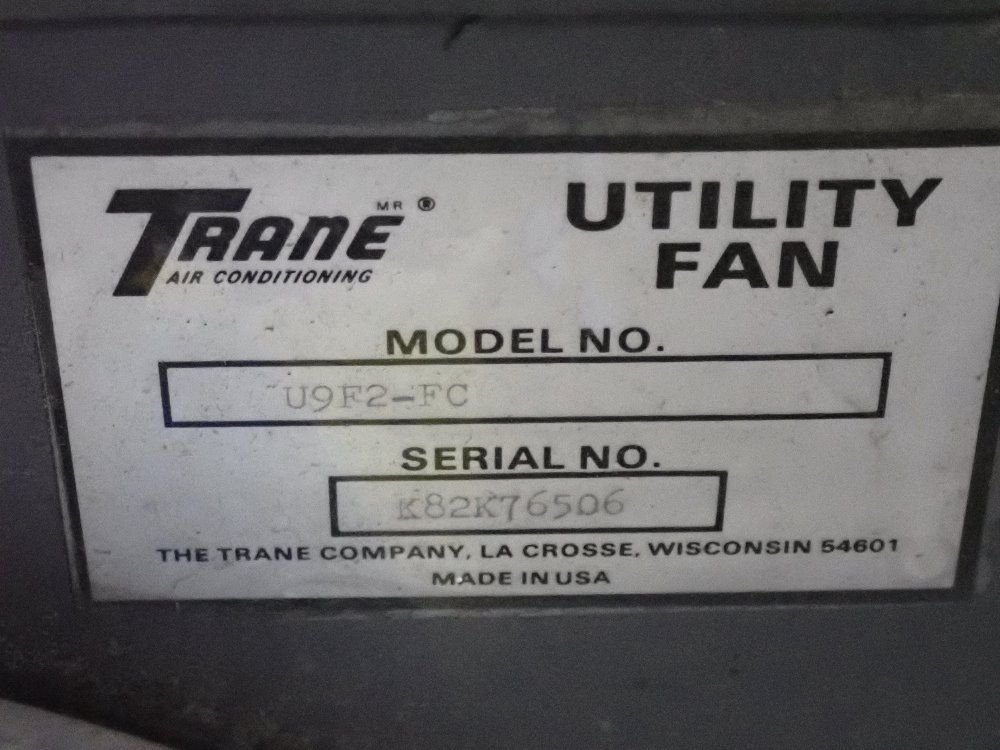 TRANE MR ®
AIR CONDITIONING
UTILITY
FAN
MODEL NO.
U9F2-FC
SERIAL NO.
K82K76506
THE TRANE COMPANY, LA CROSSE, WISCONSIN 54601
MADE IN USA